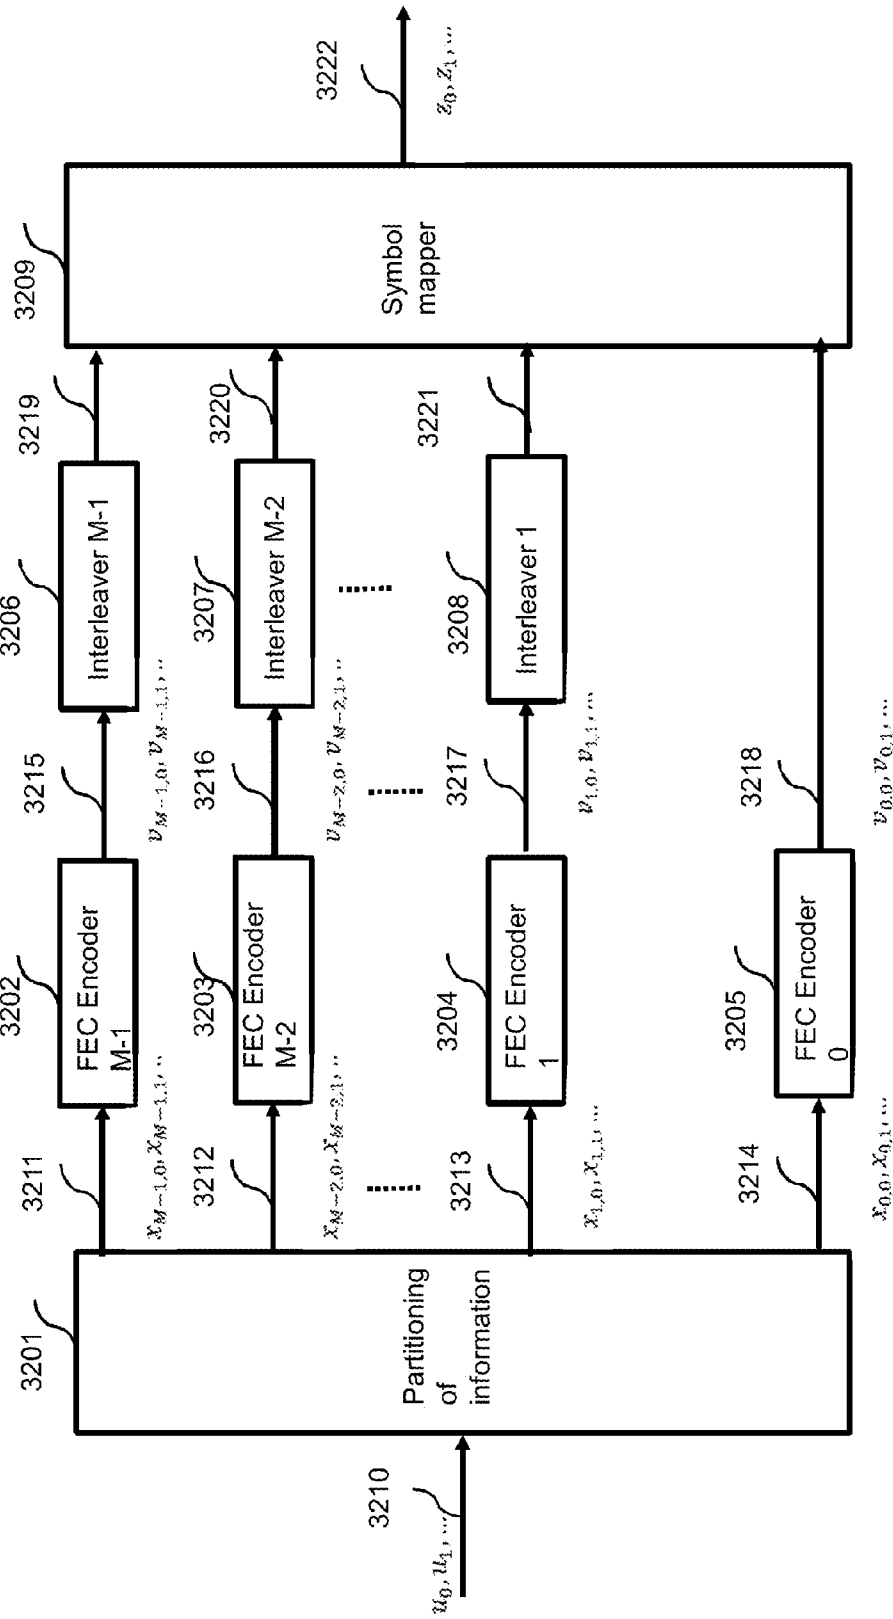 3210
u₀, u₁, ...
3201
Partitioning
of
information
3211
x_{M−1,0}, x_{M−1,1}, ..
3212
x_{M−2,0}, x_{M−2,1}, ..
3213
x_{1,0}, x_{1,1}, ...
3214
x_{0,0}, x_{0,1}, ...
3202
FEC Encoder
M-1
3203
FEC Encoder
M-2
3204
FEC Encoder
1
3205
FEC Encoder
0
3215
v_{M−1,0}, v_{M−1,1}, ..
3216
v_{M−2,0}, v_{M−2,1}, ..
3217
v_{1,0}, v_{1,1}, ...
3218
v_{0,0}, v_{0,1}, ...
3206
Interleaver M-1
3207
Interleaver M-2
3208
Interleaver 1
3219
3220
3221
3209
Symbol
mapper
3222
z₀, z₁, ...